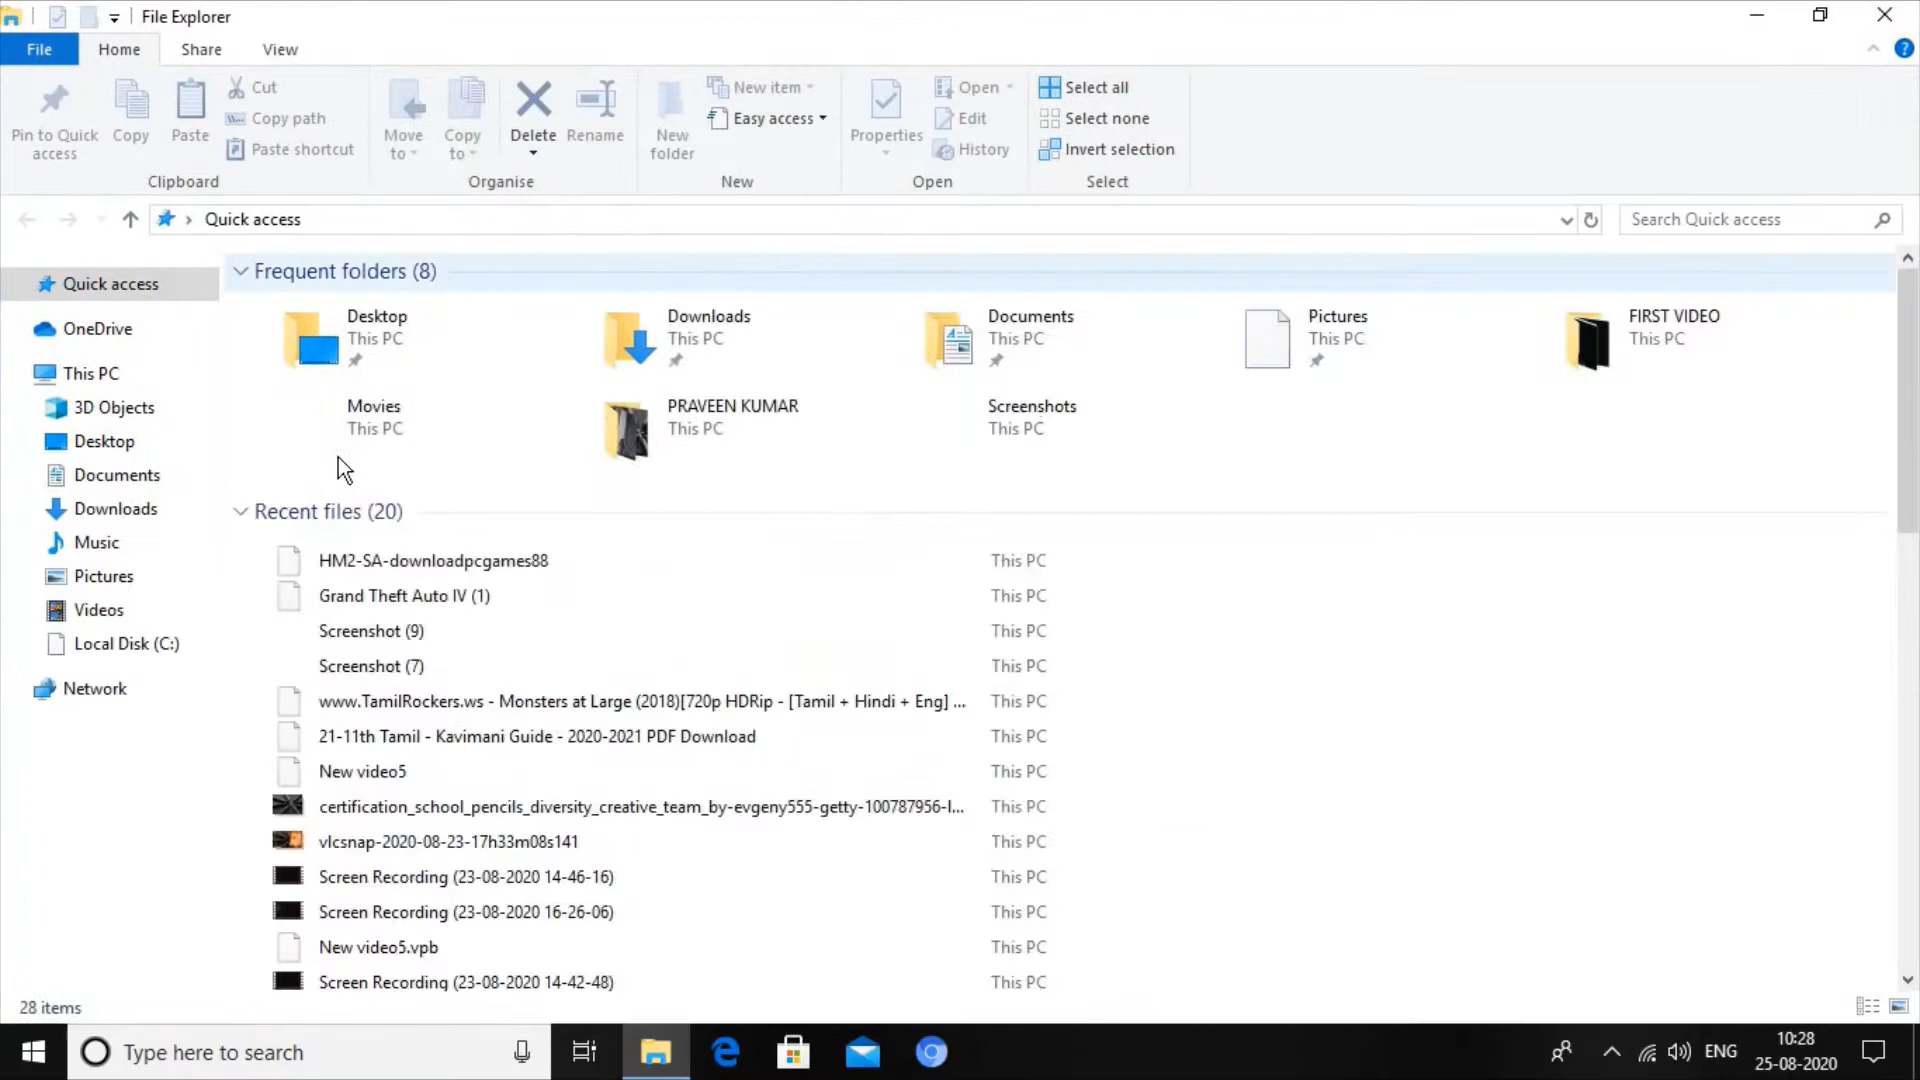 File Explorer
File Home Share View
Pin to Quick access
Copy
Paste
Cut
Copy path
Paste shortcut
Clipboard
Move to
Copy to
Delete
Rename
Organise
New folder
New item
Easy access
New
Properties
Open
Edit
History
Open
Select all
Select none
Invert selection
Select
Quick access
Search Quick access
Quick access
OneDrive
This PC
3D Objects
Desktop
Documents
Downloads
Music
Pictures
Videos
Local Disk (C:)
Network
Frequent folders (8)
Desktop
This PC
Downloads
This PC
Documents
This PC
Pictures
This PC
FIRST VIDEO
This PC
Movies
This PC
PRAVEEN KUMAR
This PC
Screenshots
This PC
Recent files (20)
HM2-SA-downloadpcgames88 This PC
Grand Theft Auto IV (1) This PC
Screenshot (9) This PC
Screenshot (7) This PC
www.TamilRockers.ws - Monsters at Large (2018)[720p HDRip - [Tamil + Hindi + Eng] ... This PC
21-11th Tamil - Kavimani Guide - 2020-2021 PDF Download This PC
New video5 This PC
certification_school_pencils_diversity_creative_team_by-evgeny555-getty-100787956-l... This PC
vlcsnap-2020-08-23-17h33m08s141 This PC
Screen Recording (23-08-2020 14-46-16) This PC
Screen Recording (23-08-2020 16-26-06) This PC
New video5.vpb This PC
Screen Recording (23-08-2020 14-42-48) This PC
28 items
Type here to search
ENG
10:28
25-08-2020